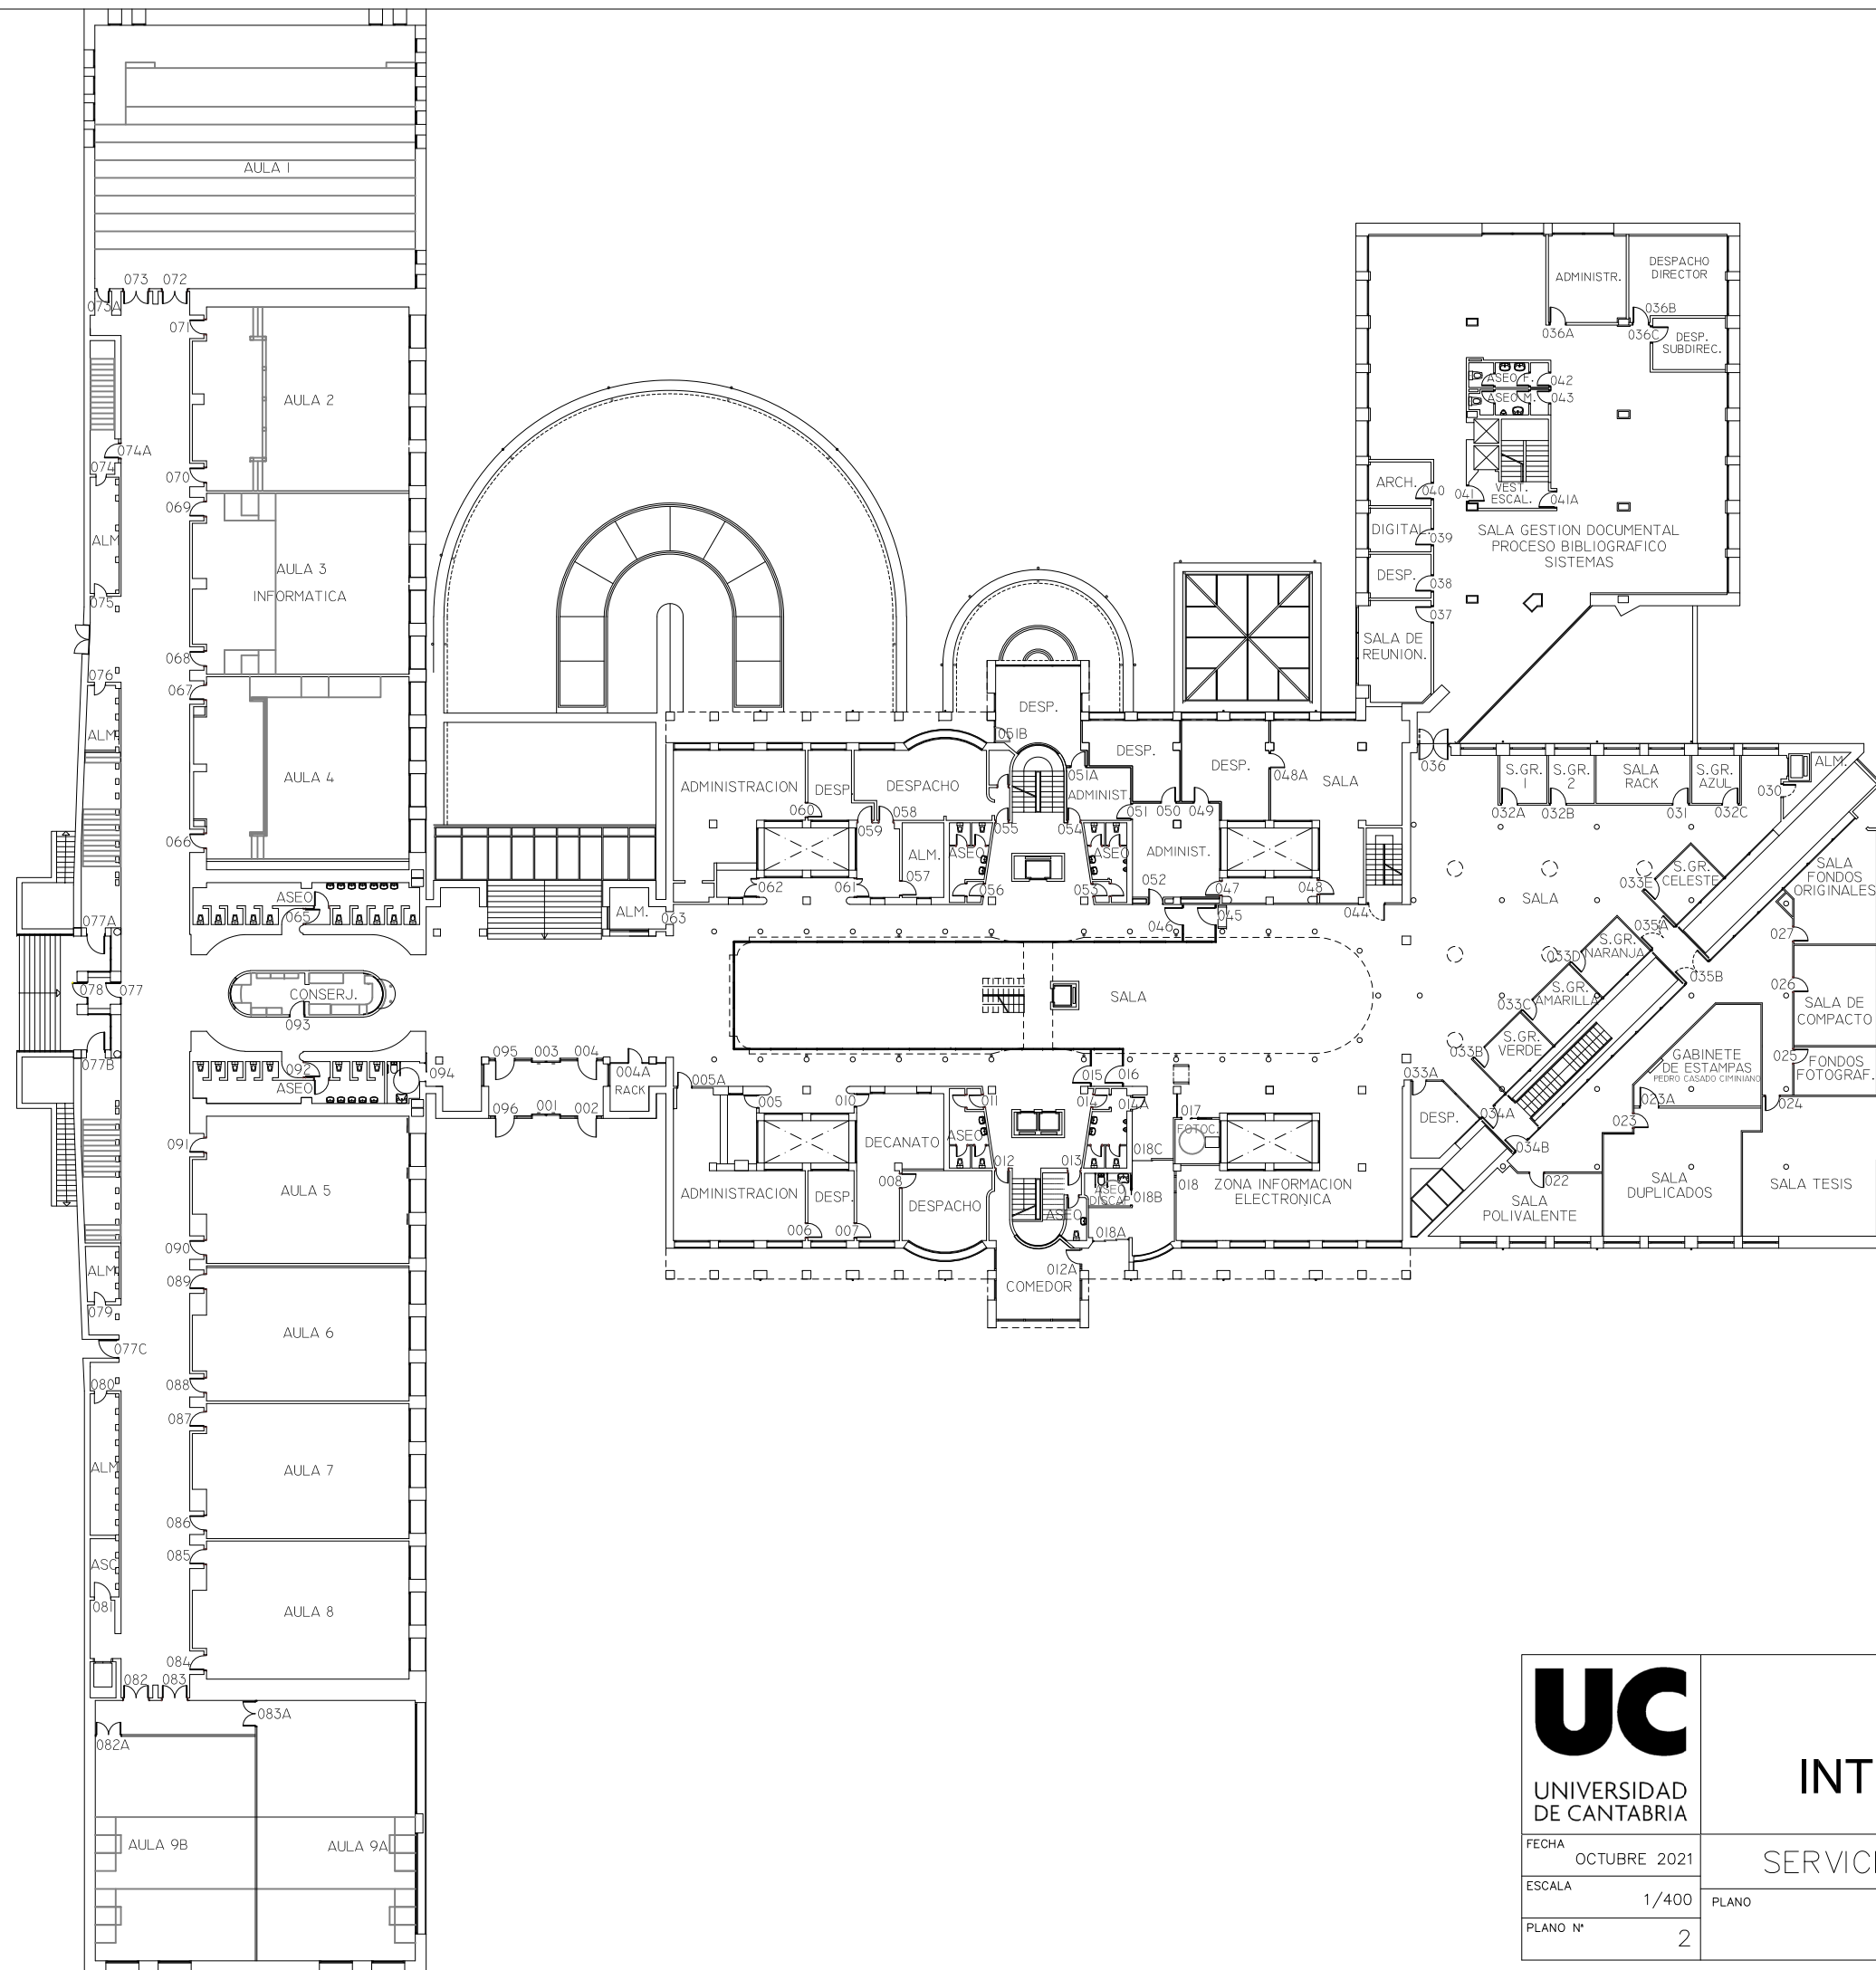 AULA 1
073
072
073A
071
AULA 2
074A
074
070
069
ALM
AULA 3
INFORMATICA
075
068
076
067
ALM.
AULA 4
066
ASEO
065
077A
078
077
CONSERJ.
093
077B
092
ASEO
094
091
AULA 5
090
ALM.
089
079
AULA 6
077C
080
088
087
ALM
AULA 7
086
085
ASC
AULA 8
081
084
082
083
083A
082A
AULA 9B
AULA 9A
ALM.
063
095
003
004
004A
RACK
096
001
002
ADMINISTRACION
DESP.
DESPACHO
060
058
059
ALM.
057
061
062
ASEO
055
054
056
053
ASEO
DESP.
051B
051A
ADMINIST.
DESP.
051
050
049
DESP.
048A
SALA
ADMINIST.
052
047
048
046
045
044
SALA
005A
005
010
011
015
016
014
014A
017
FOTOC.
DECANATO
ASEO
012
013
018C
008
018
ADMINISTRACION
DESP.
DESPACHO
006
007
ASEO
DISCAP.
018B
ASEO
018A
012A
COMEDOR
ZONA INFORMACION
ELECTRONICA
ADMINISTR.
DESPACHO
DIRECTOR
036B
036A
036C
DESP.
SUBDIREC.
ASEO F.
042
ASEO M.
043
ARCH.
040
041
VEST.
ESCAL.
041A
DIGITAL.
039
SALA GESTION DOCUMENTAL
PROCESO BIBLIOGRAFICO
SISTEMAS
DESP.
038
037
SALA DE
REUNION.
036
S.GR.
1
S.GR.
2
SALA
RACK
S.GR.
AZUL
ALM.
030
032A
032B
031
032C
SALA
FONDOS
ORIGINALES
S.GR.
CELESTE
033E
SALA
035A
027
S.GR.
NARANJA
033D
035B
026
S.GR.
AMARILLA
033C
SALA DE
COMPACTO
S.GR.
VERDE
033B
GABINETE
DE ESTAMPAS
PEDRO CASADO CIMINIANO
025
FONDOS
FOTOGRAF.
033A
023A
024
DESP.
034A
023
034B
022
SALA
POLIVALENTE
SALA
DUPLICADOS
SALA TESIS
UC
UNIVERSIDAD
DE CANTABRIA
INT
FECHA
OCTUBRE 2021
ESCALA
1/400
PLANO
PLANO Nº
2